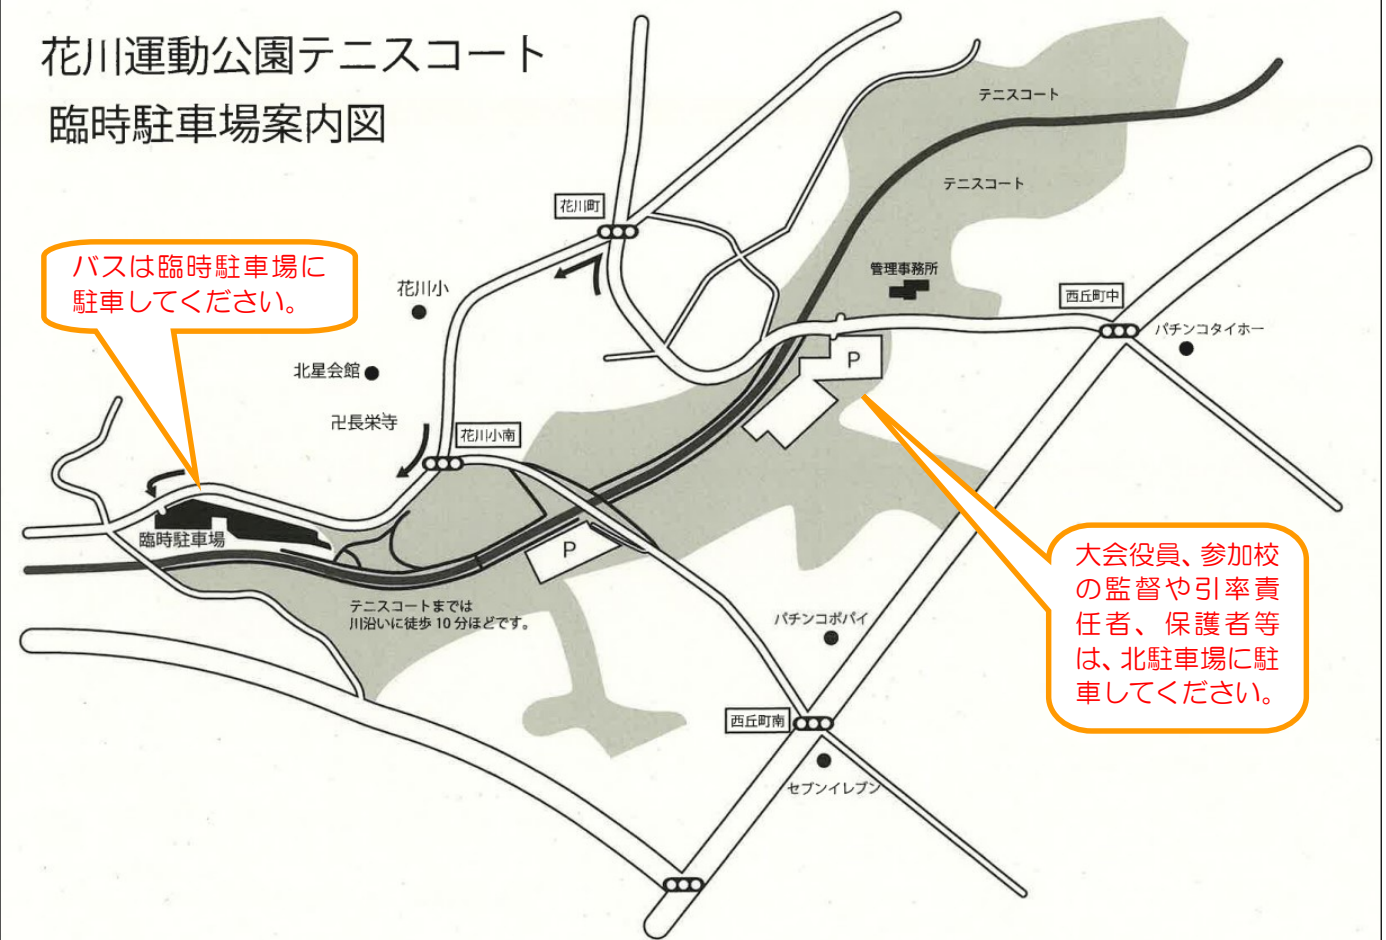 花川運動公園テニスコート
臨時駐車場案内図
テニスコート
テニスコート
花川町
バスは臨時駐車場に
駐車してください。
花川小
管理事務所
西丘町中
パチンコタイホー
P
北星会館
卍長栄寺
花川小南
臨時駐車場
P
テニスコートまでは
川沿いに徒歩 10 分ほどです。
大会役員、参加校
の監督や引率責
任者、保護者等
は、北駐車場に駐
車してください。
パチンコポパイ
西丘町南
セブンイレブン